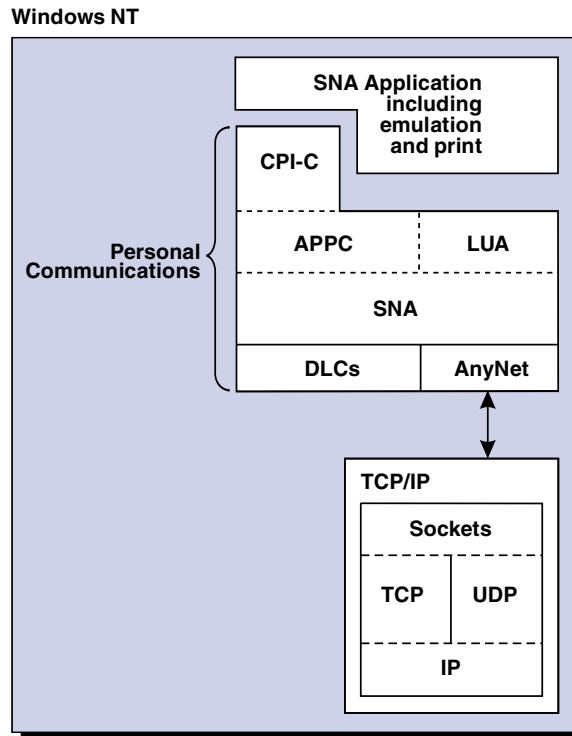 Windows NT
SNA Application
including
emulation
and print
CPI-C
Personal
Communications
APPC
LUA
SNA
DLCs
AnyNet
TCP/IP
Sockets
TCP
UDP
IP